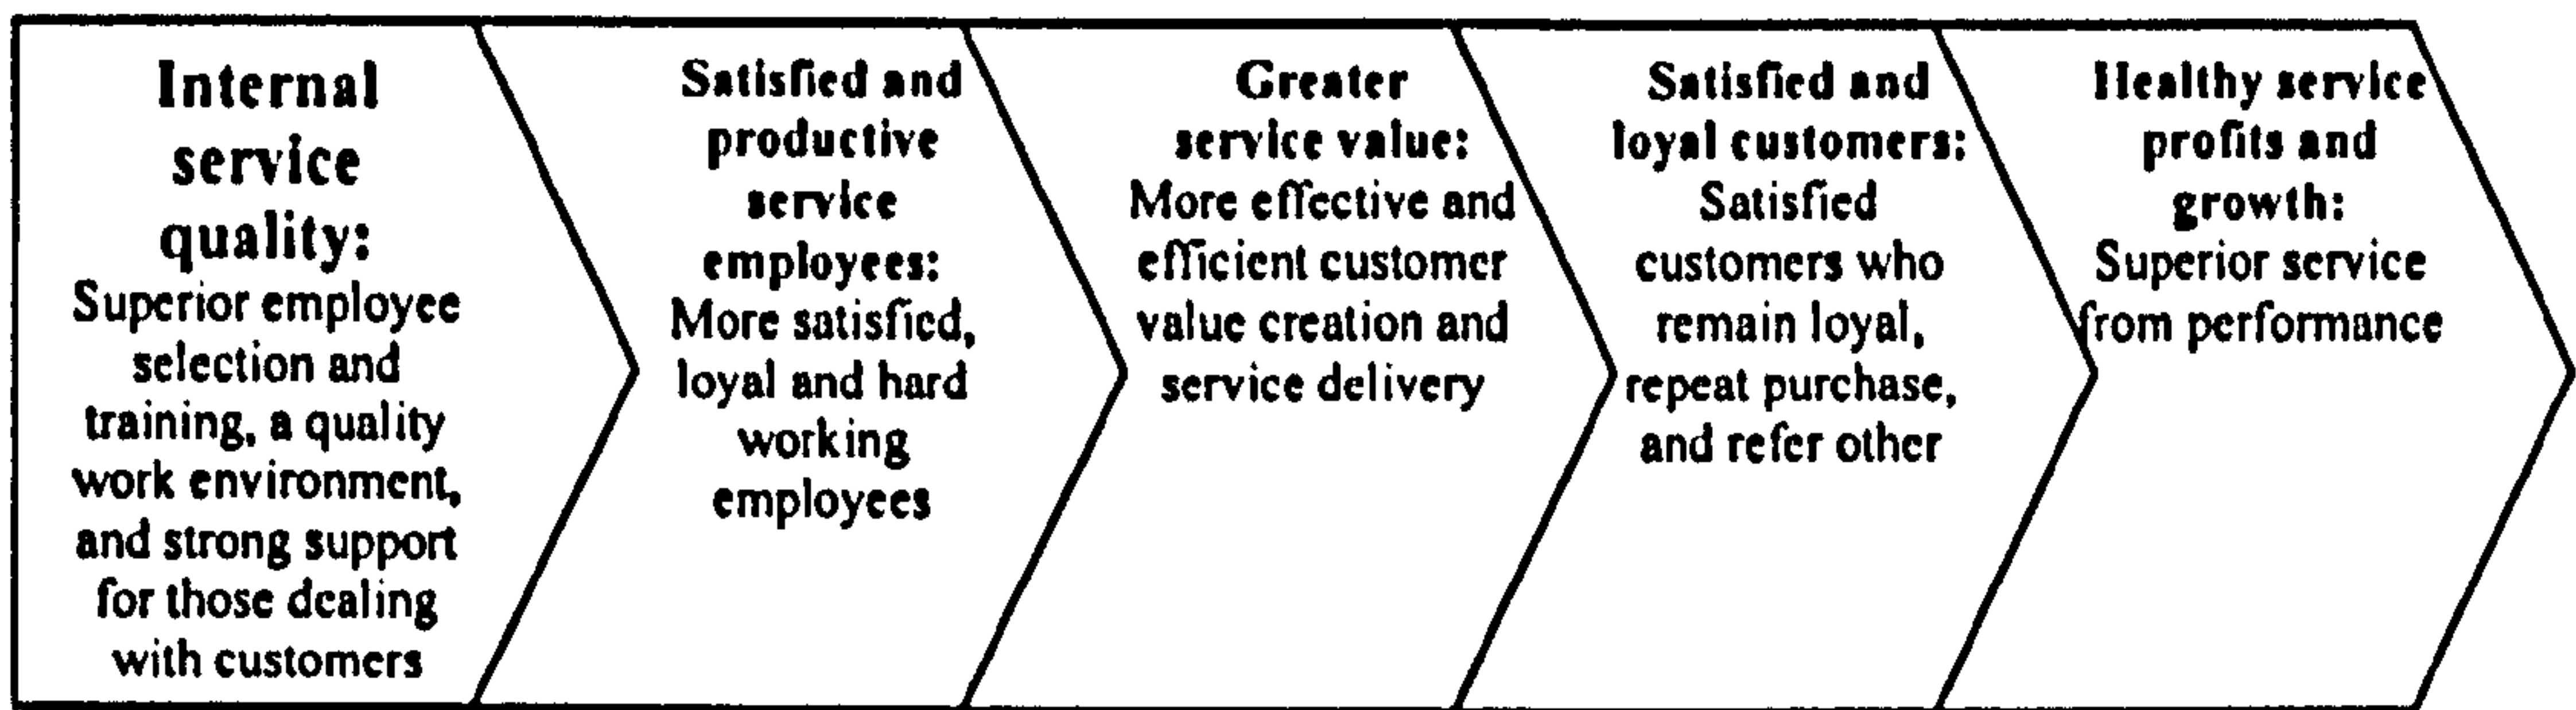 Internal
service
quality:
Superior employee
selection and
training, a quality
work environment,
and strong support
for those dealing
with customers
Satisfied and
productive
service
employees:
More satisfied,
loyal and hard
working
employees
Greater
service value:
More effective and
efficient customer
value creation and
service delivery
Satisfied and
loyal customers:
Satisfied
customers who
remain loyal,
repeat purchase,
and refer other
Healthy service
profits and
growth:
Superior service
from performance